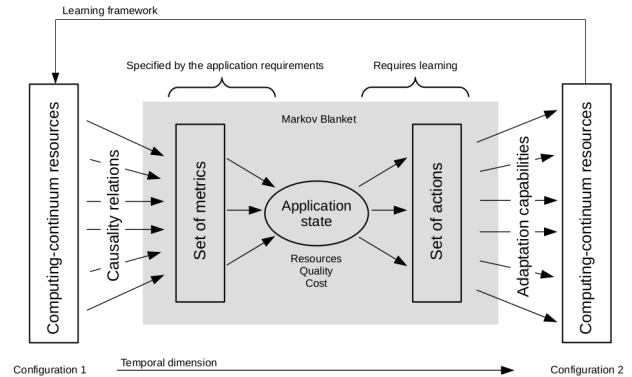 Learning framework
Specified by the application requirements
Requires learning
Markov Blanket
Computing-continuum resources
Causality relations
Set of metrics
Application
state
Resources
Quality
Cost
Set of actions
Adaptation capabilities
Computing-continuum resources
Configuration 1
Temporal dimension
Configuration 2